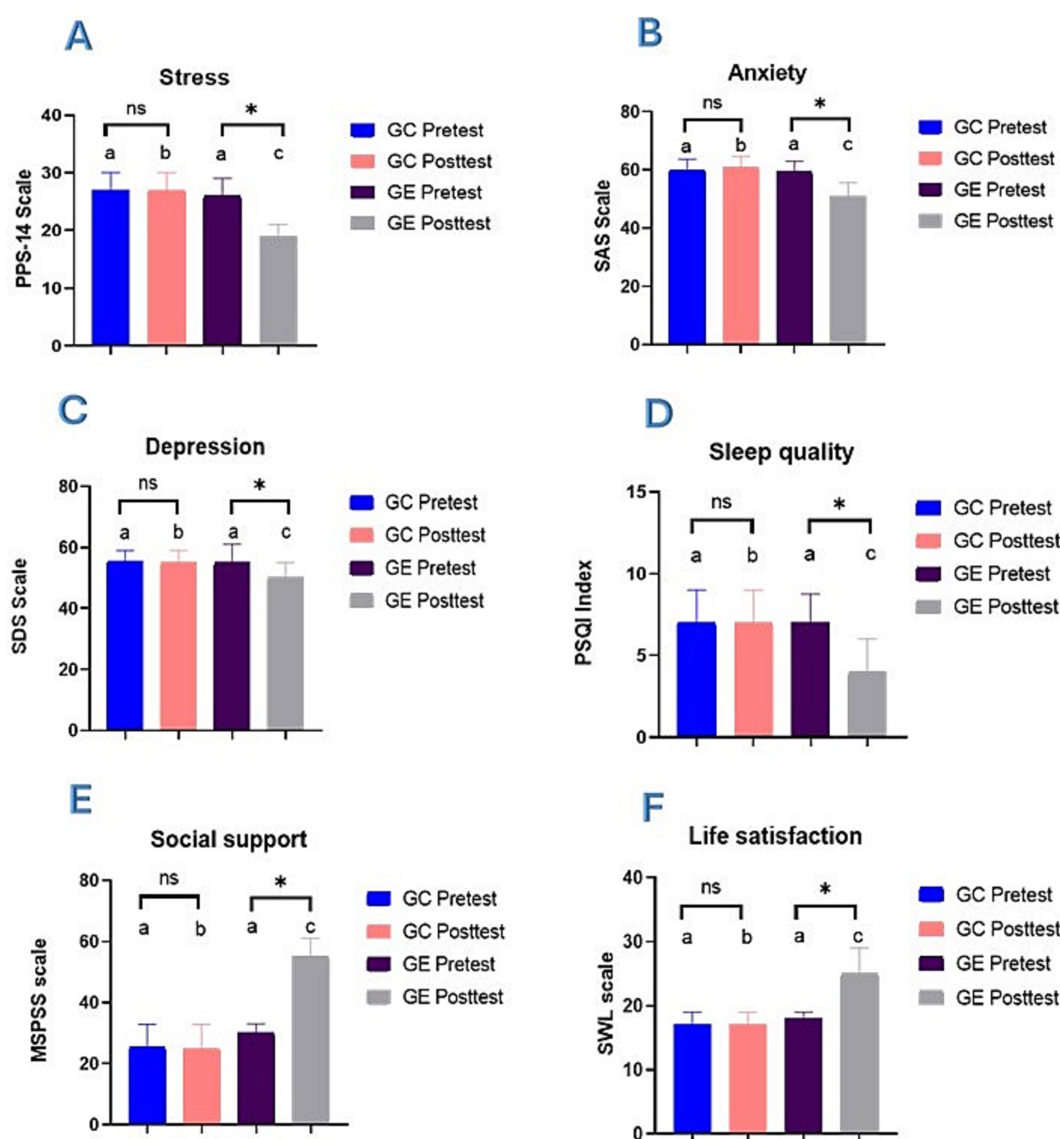 A
Stress
ns
*
40
a
b
a
c
30
20
10
0
PPS-14 Scale
GC Pretest
GC Posttest
GE Pretest
GE Posttest
B
Anxiety
ns
*
80
a
b
a
c
60
40
20
0
SAS Scale
GC Pretest
GC Posttest
GE Pretest
GE Posttest
C
Depression
80
ns
*
a
b
a
c
60
40
20
0
SDS Scale
GC Pretest
GC Posttest
GE Pretest
GE Posttest
D
Sleep quality
15
ns
*
a
b
a
c
10
5
0
PSQI Index
GC Pretest
GC Posttest
GE Pretest
GE Posttest
E
Social support
80
ns
*
a
b
a
c
60
40
20
0
MSPSS scale
GC Pretest
GC Posttest
GE Pretest
GE Posttest
F
Life satisfaction
40
ns
*
a
b
a
c
30
20
10
0
SWL scale
GC Pretest
GC Posttest
GE Pretest
GE Posttest